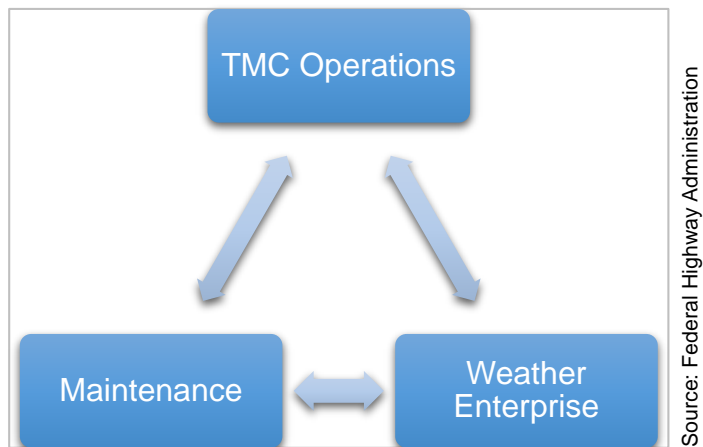 TMC Operations
Maintenance
Weather
Enterprise
Source: Federal Highway Administration